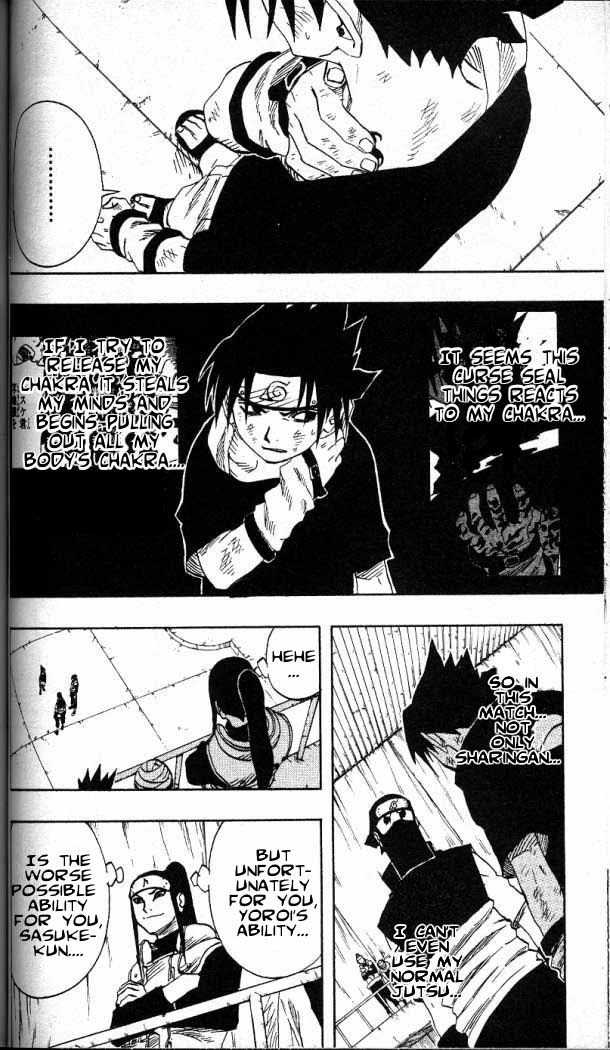 ..........
IT SEEMS THIS
CURSE SEAL
THINGS REACTS
TO MY CHAKRA...
IF I TRY TO
RELEASE MY
CHAKRA IT STEALS
MY MINDS AND
BEGINS PULLING
OUT ALL MY
BODY'S CHAKRA....
SO IN
THIS
MATCH...
NOT
ONLY
SHARINGAN...
I CAN'T
EVEN
USE MY
NORMAL
JUTSU...
HEHE
...
BUT
UNFORT-
UNATELY
FOR YOU,
YOROI'S
ABILITY...
IS THE
WORSE
POSSIBLE
ABILITY
FOR YOU,
SASUKE-
KUN....